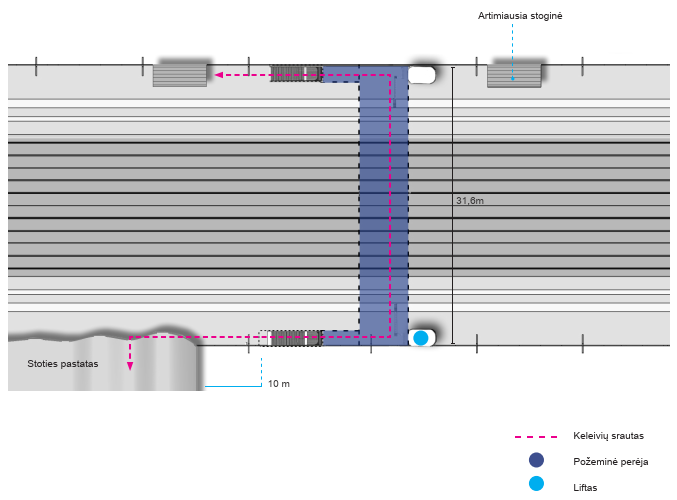 Artimiausia stoginė
31,6m
Stoties pastatas
10 m
Keleivių srautas
Požeminė perėja
Liftas